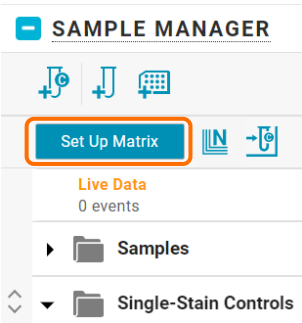 SAMPLE MANAGER
C
Set Up Matrix
N
C
Live Data
0 events
Samples
Single-Stain Controls